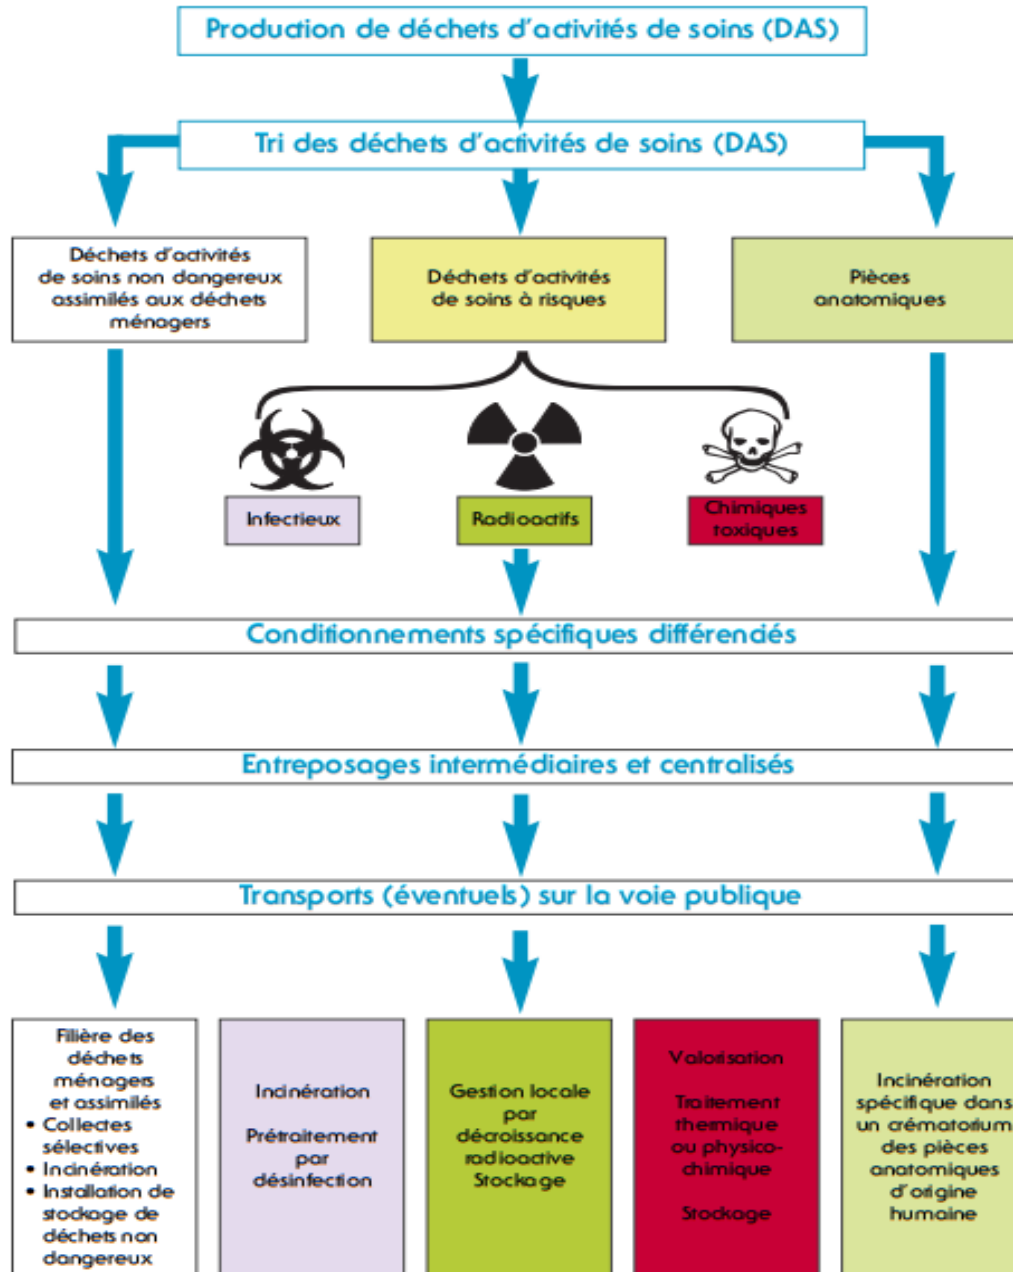 Production de déchets d'activités de soins (DAS)
Tri des déchets d'activités de soins (DAS)
Déchets d'activités
de soins non dangereux
assimilés aux déchets
ménagers
Déchets d'activités
de soins à risques
Pièces
anatomiques
Infectieux
Radioactifs
Chimiques
toxiques
Conditionnements spécifiques différenciés
Entreposages intermédiaires et centralisés
Transports (éventuels) sur la voie publique
Filière des
déchets
ménagers
et assimilés
• Collectes
sélectives
• Incinération
• Installation de
stockage de
déchets non
dangereux
Incinération
Prétraitement
par
désinfection
Gestion locale
par
décroissance
radioactive
Stockage
Valorisation
Traitement
thermique
ou physico-
chimique
Stockage
Incinération
spécifique dans
un crématorium
des pièces
anatomiques
d'origine
humaine